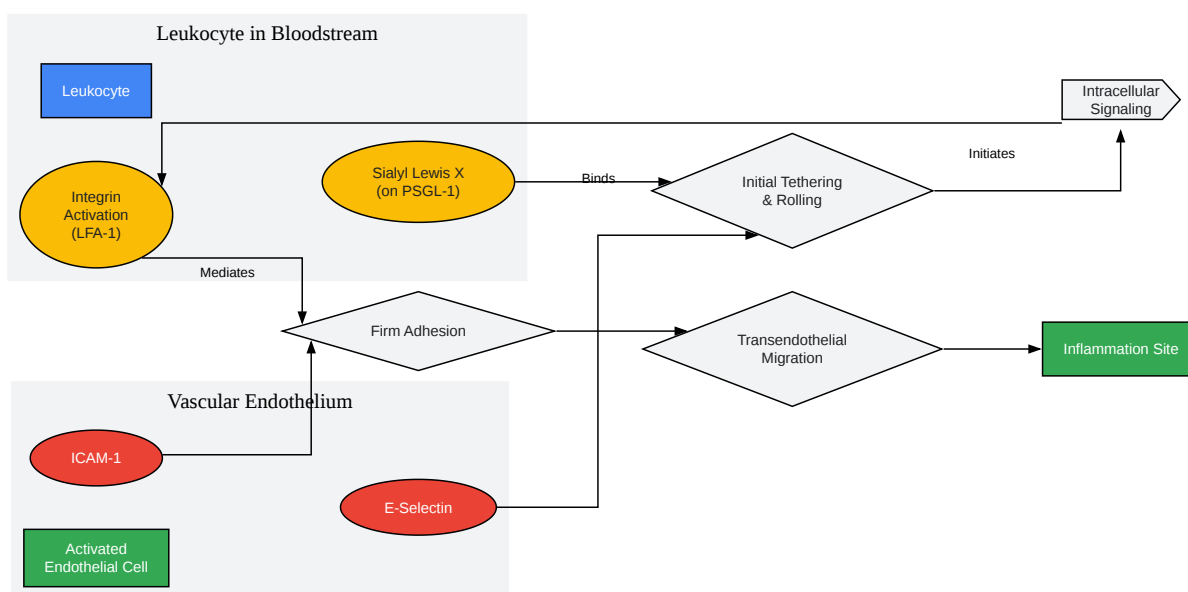 Leukocyte in Bloodstream
Leukocyte
Intracellular
Signaling
Initiates
Sialyl Lewis X
(on PSGL-1)
Binds
Initial Tethering
& Rolling
Integrin
Activation
(LFA-1)
Mediates
Firm Adhesion
Transendothelial
Migration
Inflammation Site
Vascular Endothelium
ICAM-1
E-Selectin
Activated
Endothelial Cell